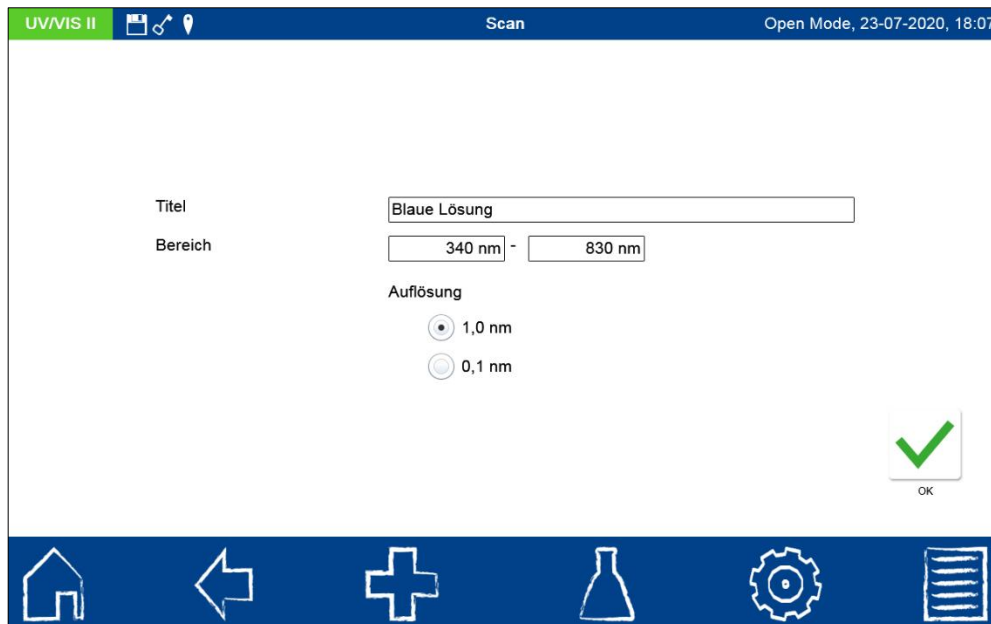 UV/VIS II Scan Open Mode, 23-07-2020, 18:07
Titel Blaue Lösung
Bereich 340 nm - 830 nm
Auflösung
1,0 nm
0,1 nm
OK